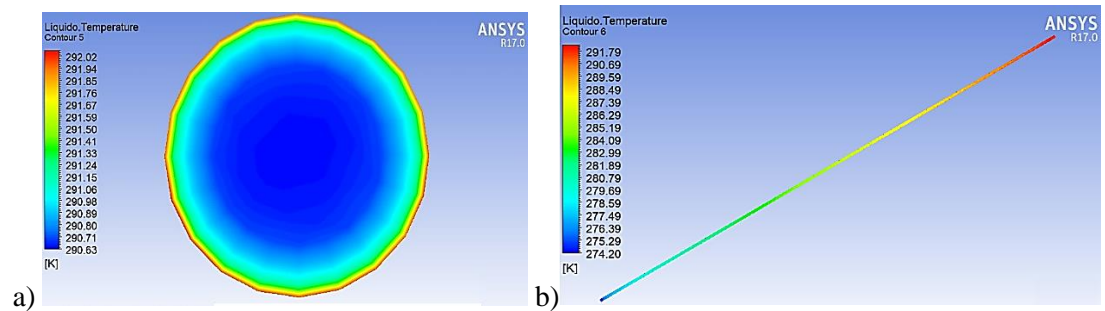 Liquido.Temperature
Contour 5
292.02
291.94
291.85
291.76
291.67
291.59
291.50
291.41
291.33
291.24
291.15
291.06
290.98
290.89
290.80
290.71
290.63
[K]
ANSYS
R17.0
a)
Liquido.Temperature
Contour 6
291.79
290.69
289.59
288.49
287.39
286.29
285.19
284.09
282.99
281.89
280.79
279.69
278.59
277.49
276.39
275.29
274.20
[K]
ANSYS
R17.0
b)